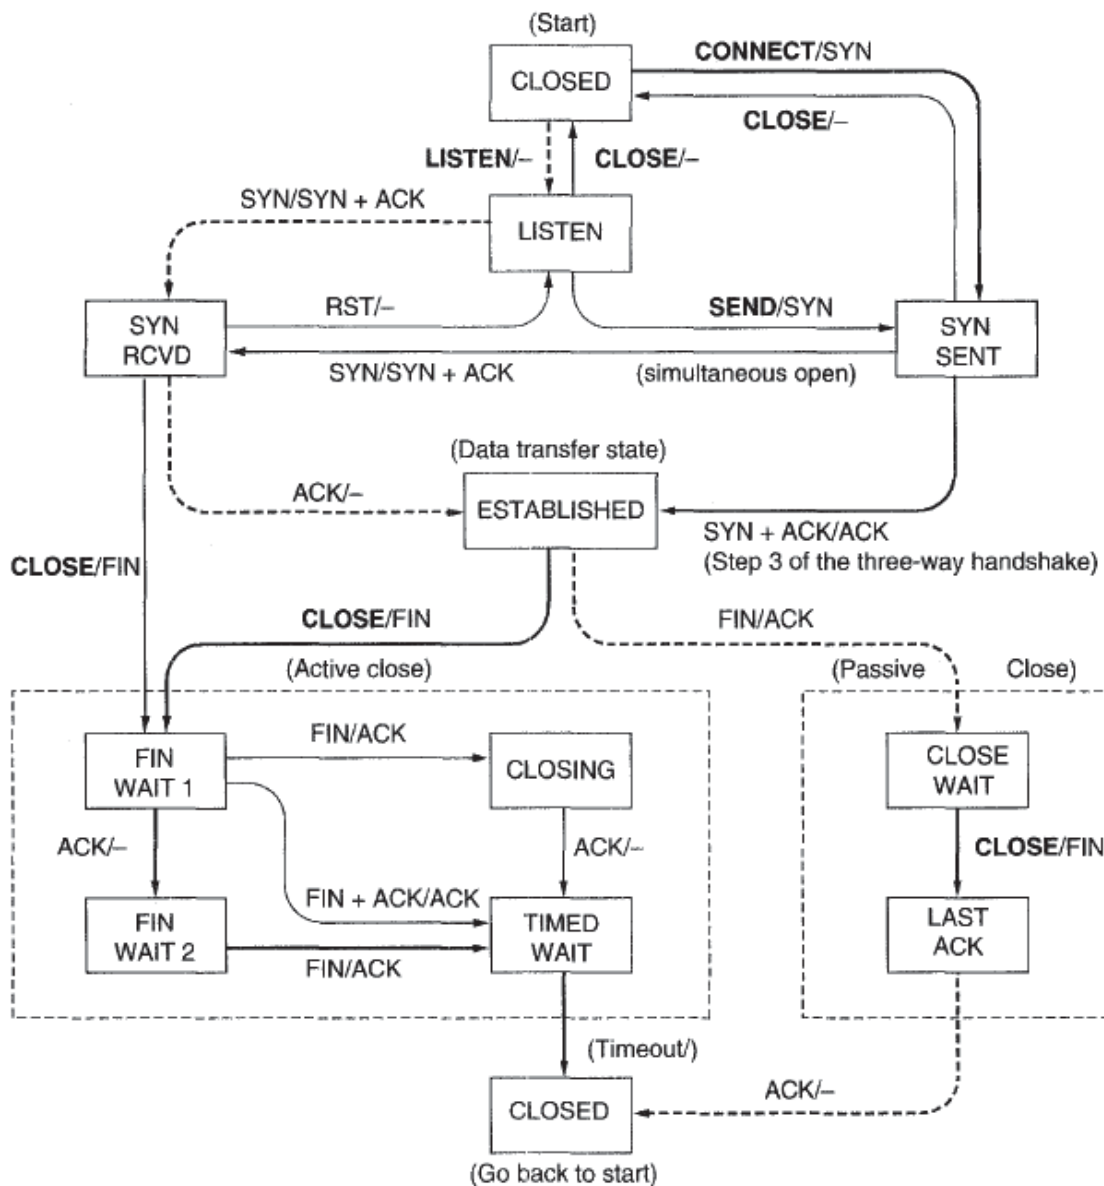 (Start)
CLOSED
CONNECT/SYN
CLOSE/–
LISTEN/–
CLOSE/–
SYN/SYN + ACK
LISTEN
SYN
RCVD
RST/–
SEND/SYN
SYN
SENT
SYN/SYN + ACK
(simultaneous open)
(Data transfer state)
ESTABLISHED
ACK/–
SYN + ACK/ACK
(Step 3 of the three-way handshake)
CLOSE/FIN
CLOSE/FIN
FIN/ACK
(Active close)
(Passive Close)
FIN
WAIT 1
FIN/ACK
CLOSING
CLOSE
WAIT
ACK/–
ACK/–
CLOSE/FIN
FIN + ACK/ACK
FIN
WAIT 2
FIN/ACK
TIMED
WAIT
LAST
ACK
(Timeout/)
CLOSED
ACK/–
(Go back to start)